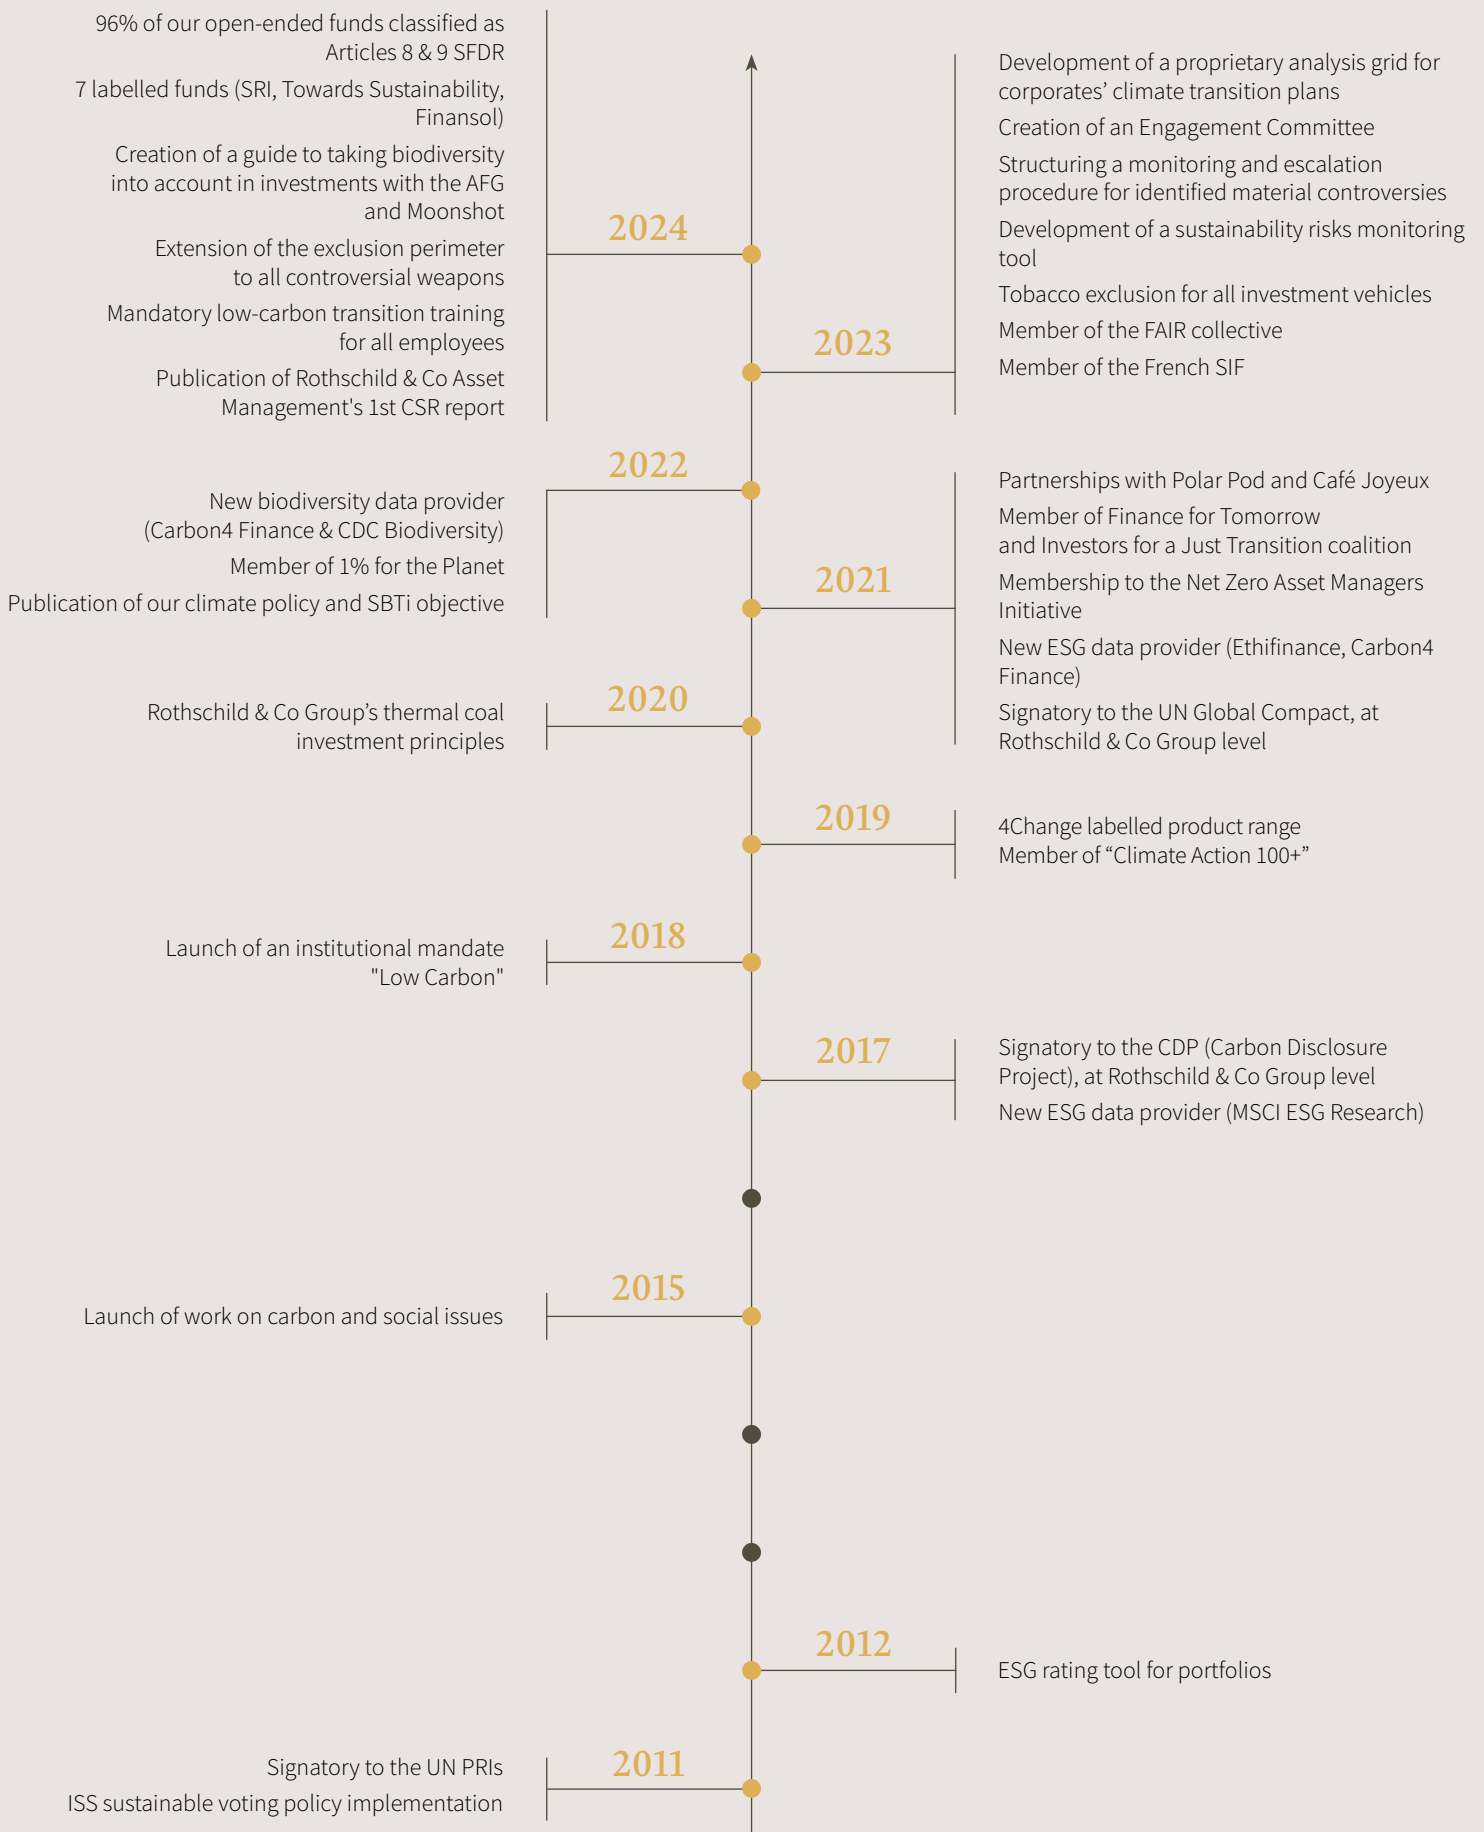 96% of our open-ended funds classified as
Articles 8 & 9 SFDR
7 labelled funds (SRI, Towards Sustainability,
Finansol)
Creation of a guide to taking biodiversity
into account in investments with the AFG
and Moonshot
Extension of the exclusion perimeter
to all controversial weapons
Mandatory low-carbon transition training
for all employees
Publication of Rothschild & Co Asset
Management's 1st CSR report
2024
Development of a proprietary analysis grid for
corporates’ climate transition plans
Creation of an Engagement Committee
Structuring a monitoring and escalation
procedure for identified material controversies
Development of a sustainability risks monitoring
tool
Tobacco exclusion for all investment vehicles
Member of the FAIR collective
Member of the French SIF
2023
2022
New biodiversity data provider
(Carbon4 Finance & CDC Biodiversity)
Member of 1% for the Planet
Publication of our climate policy and SBTi objective
2021
Partnerships with Polar Pod and Café Joyeux
Member of Finance for Tomorrow
and Investors for a Just Transition coalition
Membership to the Net Zero Asset Managers
Initiative
New ESG data provider (Ethifinance, Carbon4
Finance)
Signatory to the UN Global Compact, at
Rothschild & Co Group level
2020
Rothschild & Co Group’s thermal coal
investment principles
2019
4Change labelled product range
Member of “Climate Action 100+”
2018
Launch of an institutional mandate
"Low Carbon"
2017
Signatory to the CDP (Carbon Disclosure
Project), at Rothschild & Co Group level
New ESG data provider (MSCI ESG Research)
2015
Launch of work on carbon and social issues
2012
ESG rating tool for portfolios
2011
Signatory to the UN PRIs
ISS sustainable voting policy implementation